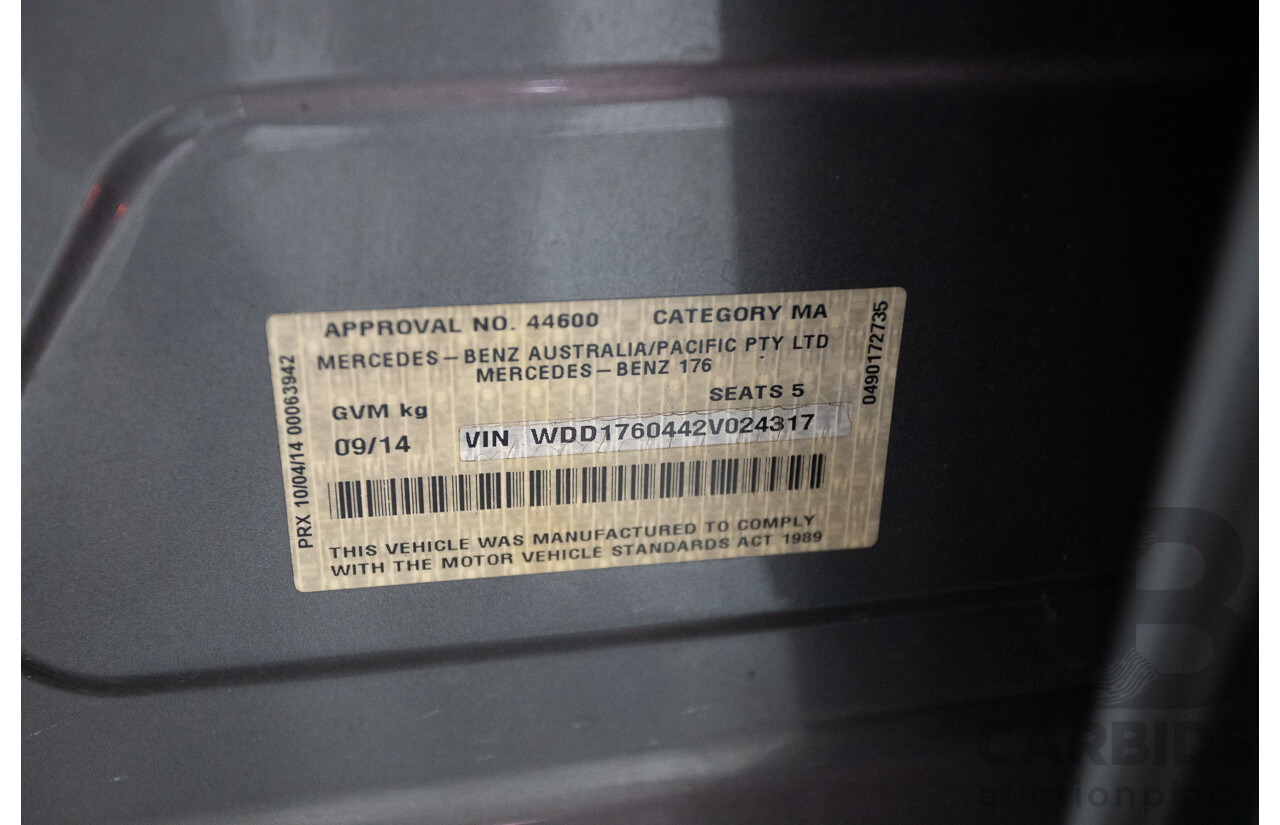 APPROVAL NO. 44600 CATEGORY MA
MERCEDES-BENZ AUSTRALIA/PACIFIC PTY LTD
MERCEDES-BENZ 176
SEATS 5
GVM kg
09/14
VIN WDD1760442V024317
THIS VEHICLE WAS MANUFACTURED TO COMPLY
WITH THE MOTOR VEHICLE STANDARDS ACT 1989
PRX 10/04/14 00063942
0490172735
B
CARBIDS
auctionplace